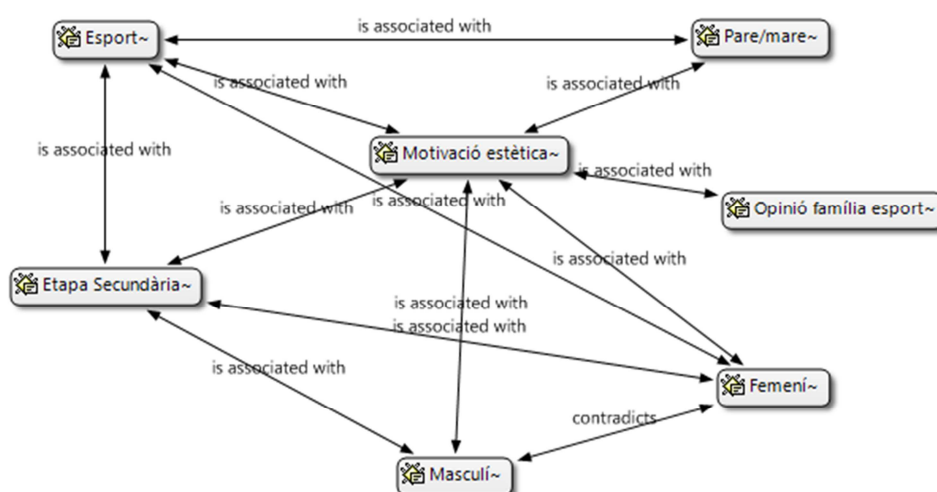 is associated with
Esport~
Pare/mare~
is associated with
is associated with
is associated with
Motivació estètica~
is associated with
is associated with
is associated with
Opinió família esport~
is associated with
Etapa Secundària~
is associated with
is associated with
is associated with
Femení~
contradicts
Masculí~